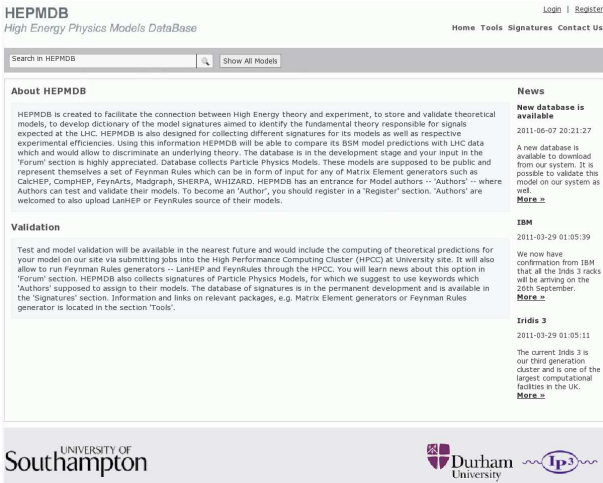 HEPMDB
High Energy Physics Models DataBase
Login | Register
Home Tools Signatures Contact Us
Search in HEPMDB
Show All Models
About HEPMDB
HEPMDB is created to facilitate the connection between High Energy theory and experiment, to store and validate theoretical
models, to develop dictionary of the model signatures aimed to identify the fundamental theory responsible for signals
expected at the LHC. HEPMDB is also designed for collecting different signatures for its models as well as respective
experimental efficiencies. Using this information HEPMDB will be able to compare its BSM model predictions with LHC data
which and would allow to discriminate an underlying theory. The database is in the development stage and your input in the
'Forum' section is highly appreciated. Database collects Particle Physics Models. These models are supposed to be public and
represent themselves a set of Feynman Rules which can be in form of input for any of Matrix Element generators such as
CalcHEP, CompHEP, FeynArts, Madgraph, SHERPA, WHIZARD. HEPMDB has an entrance for Model authors -- 'Authors' -- where
Authors can test and validate their models. To become an 'Author', you should register in a 'Register' section. 'Authors' are
welcomed to also upload LanHEP or FeynRules source of their models.
Validation
Test and model validation will be available in the nearest future and would include the computing of theoretical predictions for
your model on our site via submitting jobs into the High Performance Computing Cluster (HPCC) at University site. It will also
allow to run Feynman Rules generators -- LanHEP and FeynRules through the HPCC. You will learn news about this option in
'Forum' section. HEPMDB also collects signatures of Particle Physics Models, for which we suggest to use keywords which
'Authors' supposed to assign to their models. The database of signatures is in the permanent development and is available in
the 'Signatures' section. Information and links on relevant packages, e.g. Matrix Element generators or Feynman Rules
generator is located in the section 'Tools'.
News
New database is
available
2011-06-07 20:21:27
A new database is
available to download
from our system. It is
possible to validate this
model on our system as
well.
More »
IBM
2011-03-29 01:05:39
We now have
confirmation from IBM
that all the Iridis 3 racks
will be arriving on the
26th September.
More »
Iridis 3
2011-03-29 01:05:11
The current Iridis 3 is
our third generation
cluster and is one of the
largest computational
facilities in the UK.
More »
UNIVERSITY OF
Southampton
Durham
University
IP3